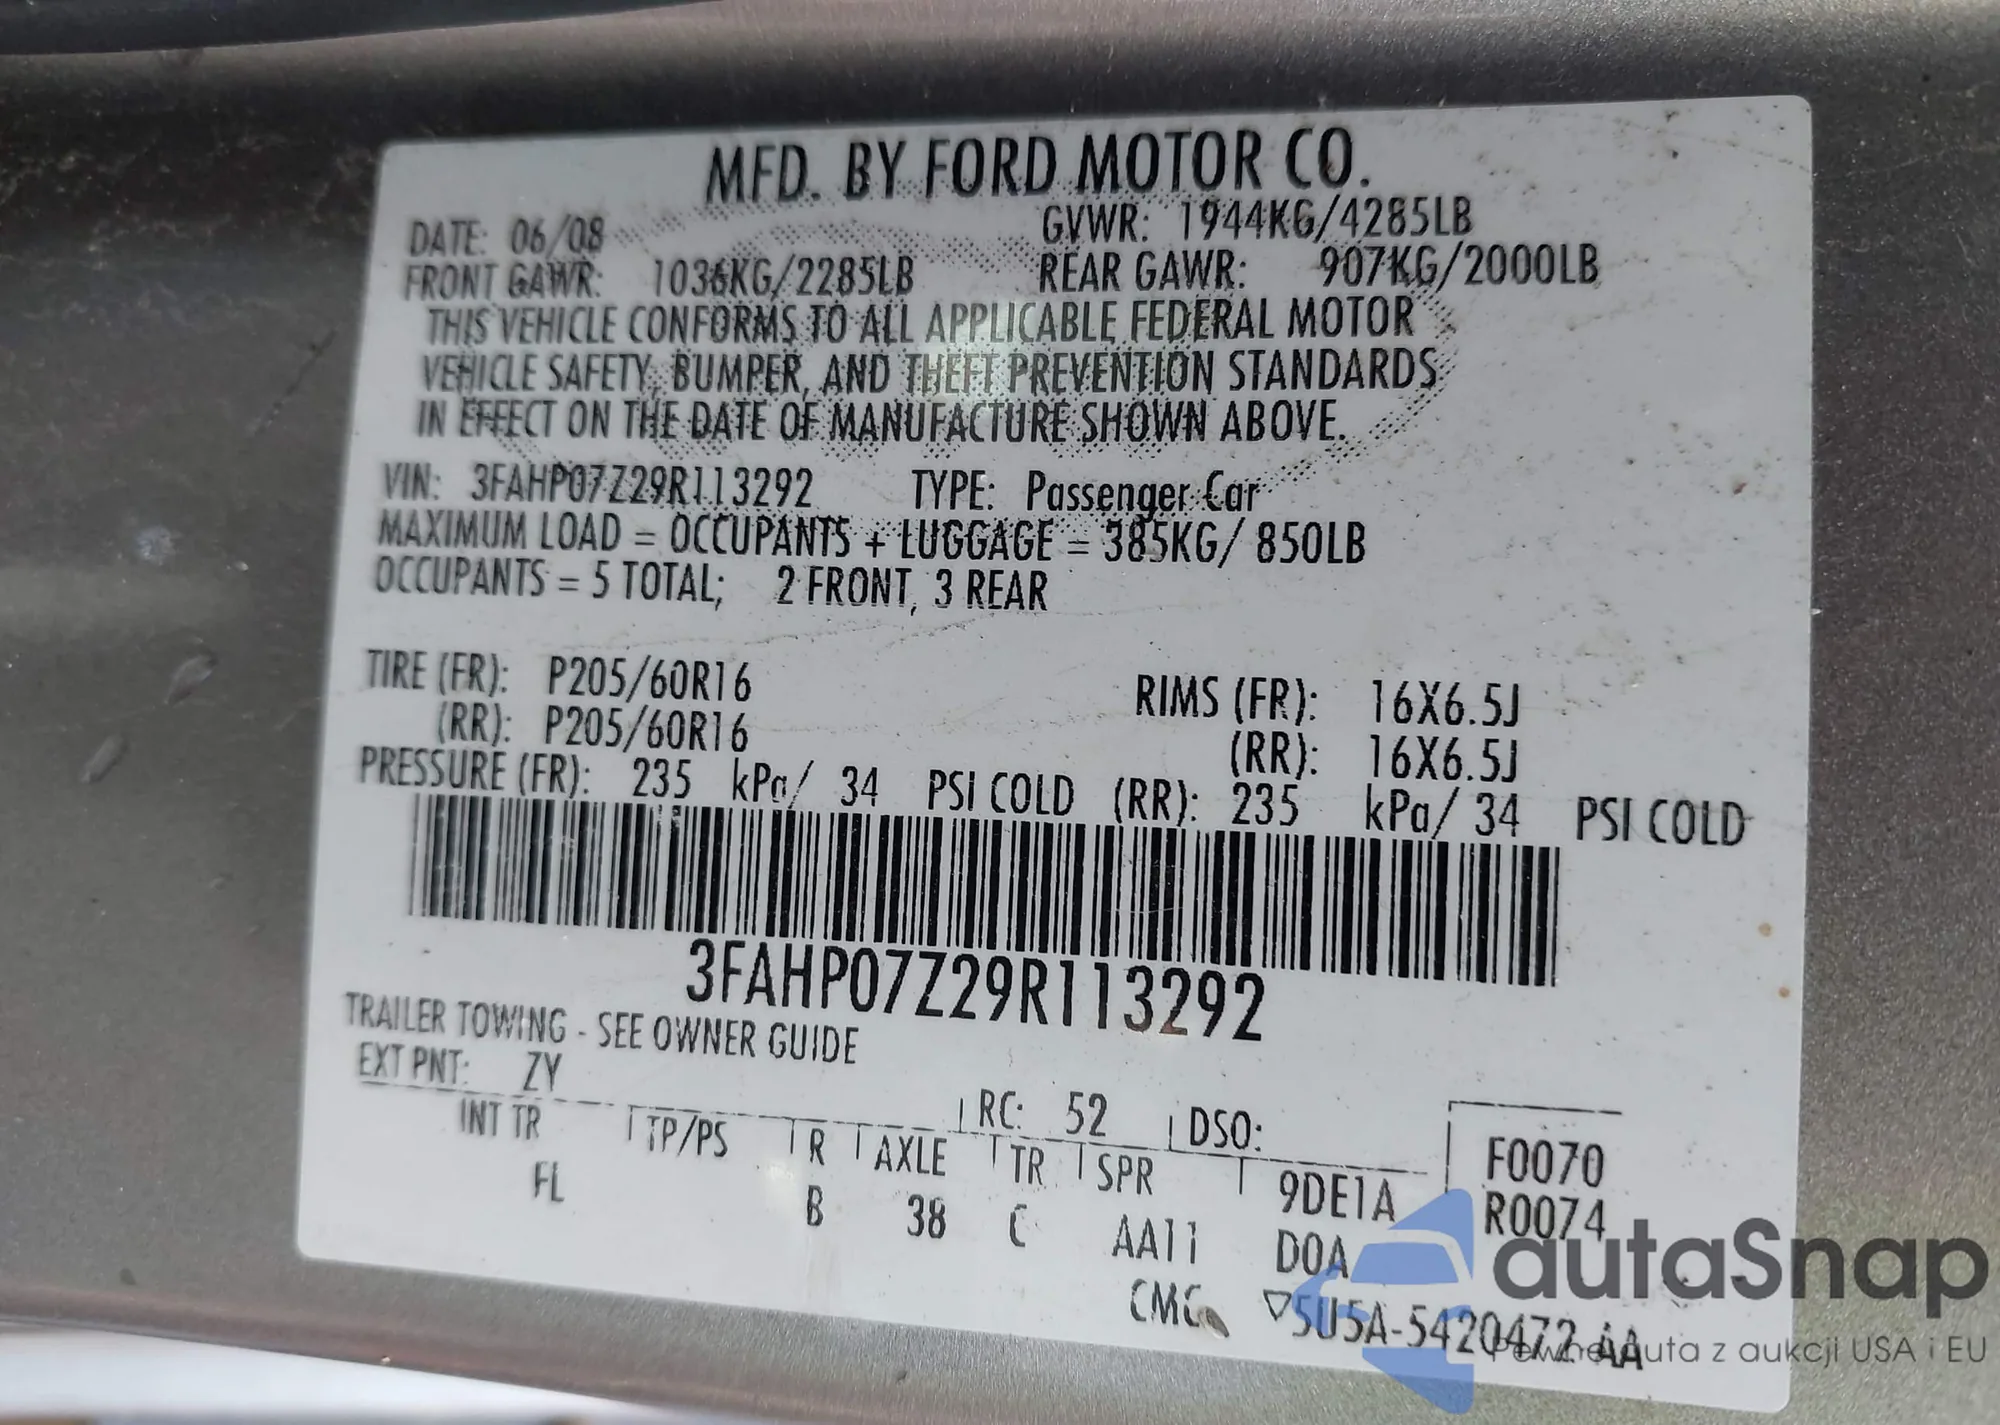 MFD. BY FORD MOTOR CO.
DATE: 06/08 GVWR: 1944KG/4285LB
FRONT GAWR: 1036KG/2285LB REAR GAWR: 907KG/2000LB
THIS VEHICLE CONFORMS TO ALL APPLICABLE FEDERAL MOTOR
VEHICLE SAFETY, BUMPER, AND THEFT PREVENTION STANDARDS
IN EFFECT ON THE DATE OF MANUFACTURE SHOWN ABOVE.
VIN: 3FAHP07Z29R113292 TYPE: Passenger Car
MAXIMUM LOAD = OCCUPANTS + LUGGAGE = 385KG/ 850LB
OCCUPANTS = 5 TOTAL; 2 FRONT, 3 REAR
TIRE (FR): P205/60R16 RIMS (FR): 16X6.5J
(RR): P205/60R16 (RR): 16X6.5J
PRESSURE (FR): 235 kPa/ 34 PSI COLD (RR): 235 kPa/ 34 PSI COLD
3FAHP07Z29R113292
TRAILER TOWING - SEE OWNER GUIDE
EXT PNT: ZY RC: 52 DSO: F0070
INT TR TP/PS R AXLE TR SPR 9DE1A R0074
FL B 38 C AA11 D0A
CMC ▽5U5A-5420472-AA
autaSnap
Pewne auta z aukcji USA i EU